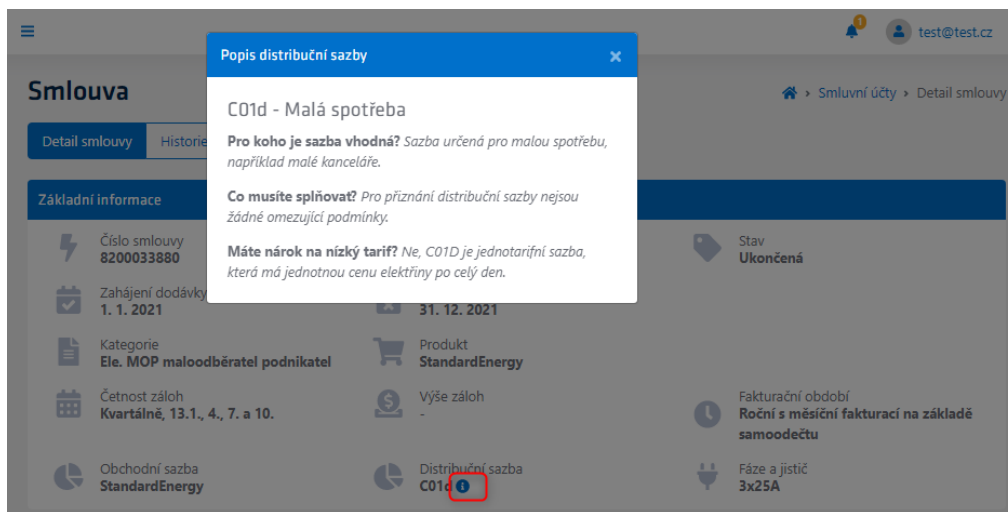 1
test@test.cz
Popis distribuční sazby
×
Smlouva
Smluvní účty › Detail smlouvy
C01d - Malá spotřeba
Detail smlouvy
Historie
Pro koho je sazba vhodná? Sazba určená pro malou spotřebu,
například malé kanceláře.
Co musíte splňovat? Pro přiznání distribuční sazby nejsou
žádné omezující podmínky.
Máte nárok na nízký tarif? Ne, C01D je jednotarifní sazba,
která má jednotnou cenu elektřiny po celý den.
Základní informace
Číslo smlouvy
8200033880
Stav
Ukončená
Zahájení dodávky
1. 1. 2021
31. 12. 2021
Kategorie
Ele. MOP maloodběratel podnikatel
Produkt
StandardEnergy
Četnost záloh
Kvartálně, 13.1., 4., 7. a 10.
Výše záloh
-
Fakturační období
Roční s měsíční fakturací na základě
samoodečtu
Obchodní sazba
StandardEnergy
Distribuční sazba
C01d
Fáze a jistič
3x25A